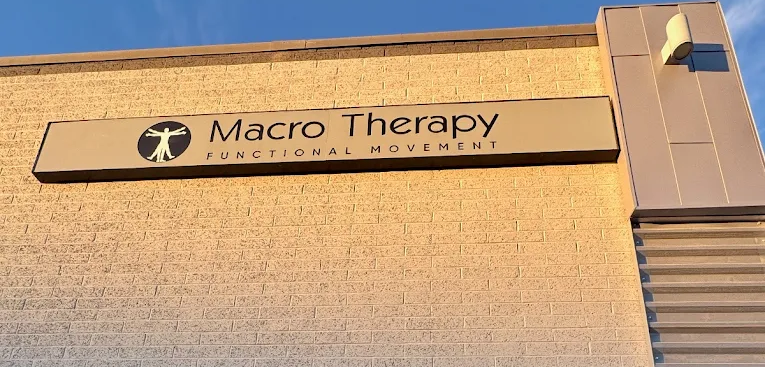 Macro Therapy
FUNCTIONAL MOVEMENT